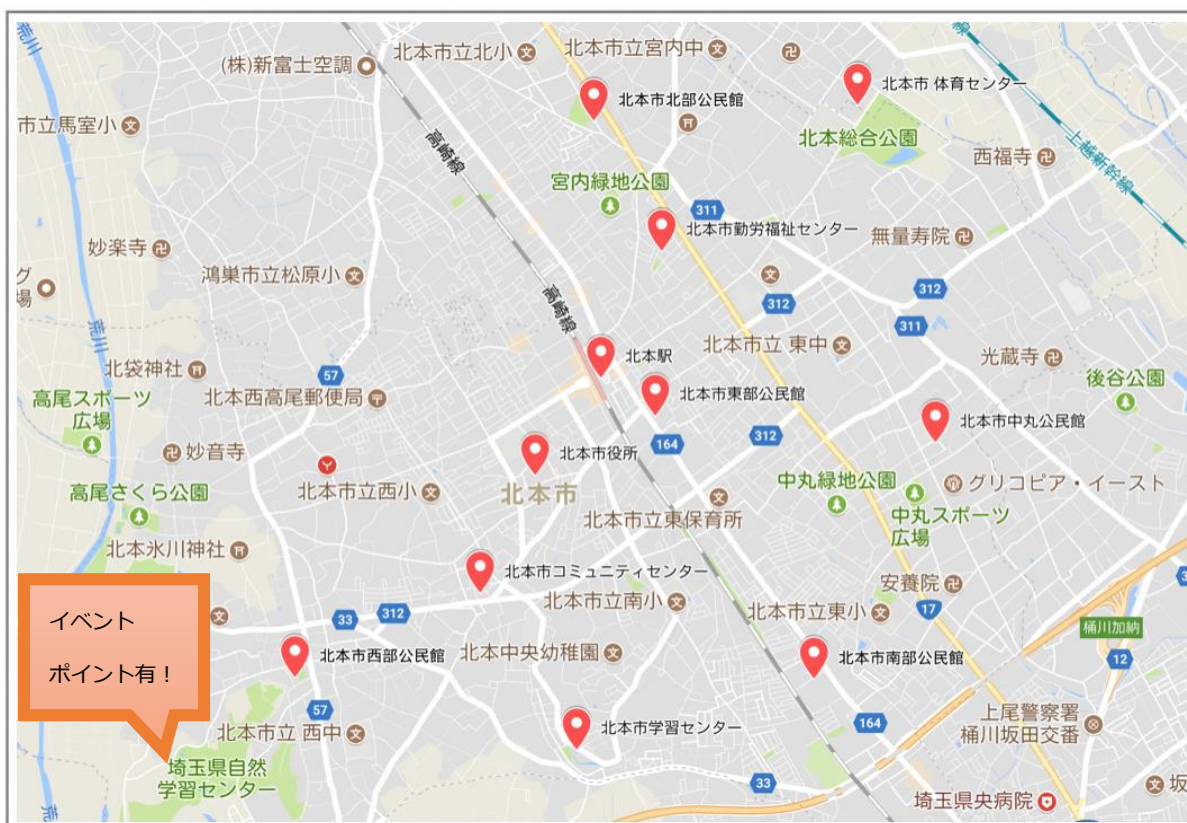 北本市立北小
北本市立宮内中
(株)新富士空調
北本市 体育センター
北本市北部公民館
市立馬室小
北本総合公園
高崎線
西福寺
宮内緑地公園
311
北本市勤労福祉センター
無量寿院
妙楽寺
鴻巣市立松原小
グ
場
312
高崎線
312
荒川
荒川
311
北本市立 東中
北本駅
光蔵寺
北袋神社
57
後谷公園
北本西高尾郵便局
北本市東部公民館
高尾スポーツ
広場
北本市中丸公民館
312
164
妙音寺
北本市役所
北本市立西小
北本市
中丸緑地公園
グリコピア・イースト
高尾さくら公園
北本市立東保育所
中丸スポーツ
広場
北本氷川神社
北本市コミュニティセンター
安養院
イベント
ポイント有！
33
312
北本市立南小
北本市立東小
17
桶川加納
北本市西部公民館
北本中央幼稚園
北本市南部公民館
12
57
北本市立 西中
北本市学習センター
164
上尾警察署
桶川坂田交番
埼玉県自然
学習センター
33
埼玉県央病院
坂